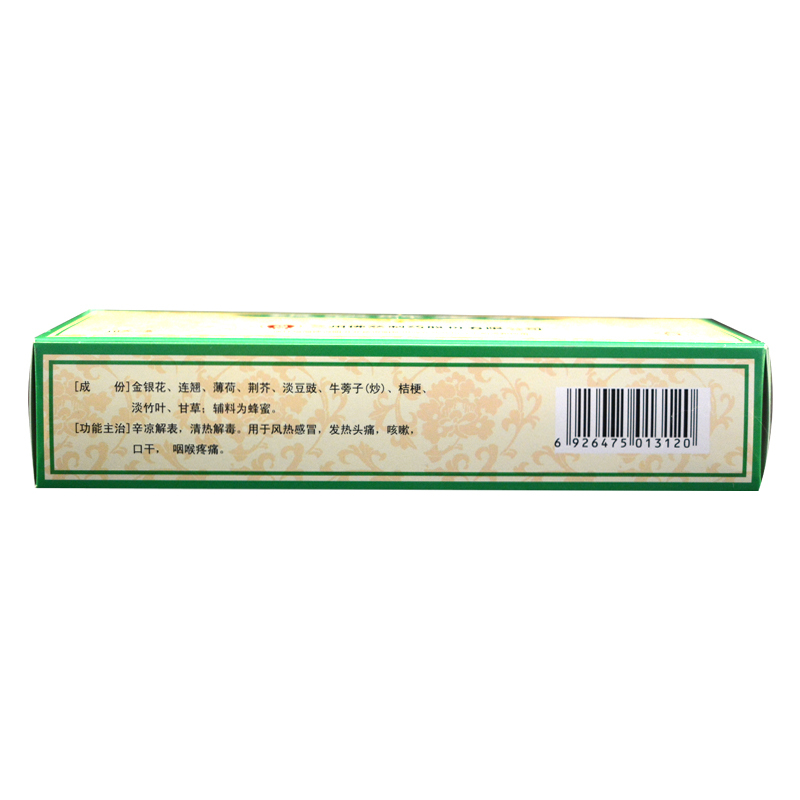 [成　份]金银花、连翘、薄荷、荆芥、淡豆豉、牛蒡子(炒)、桔梗、
淡竹叶、甘草；辅料为蜂蜜。
[功能主治]辛凉解表，清热解毒。用于风热感冒，发热头痛，咳嗽，
口干， 咽喉疼痛。
6 926475 013120